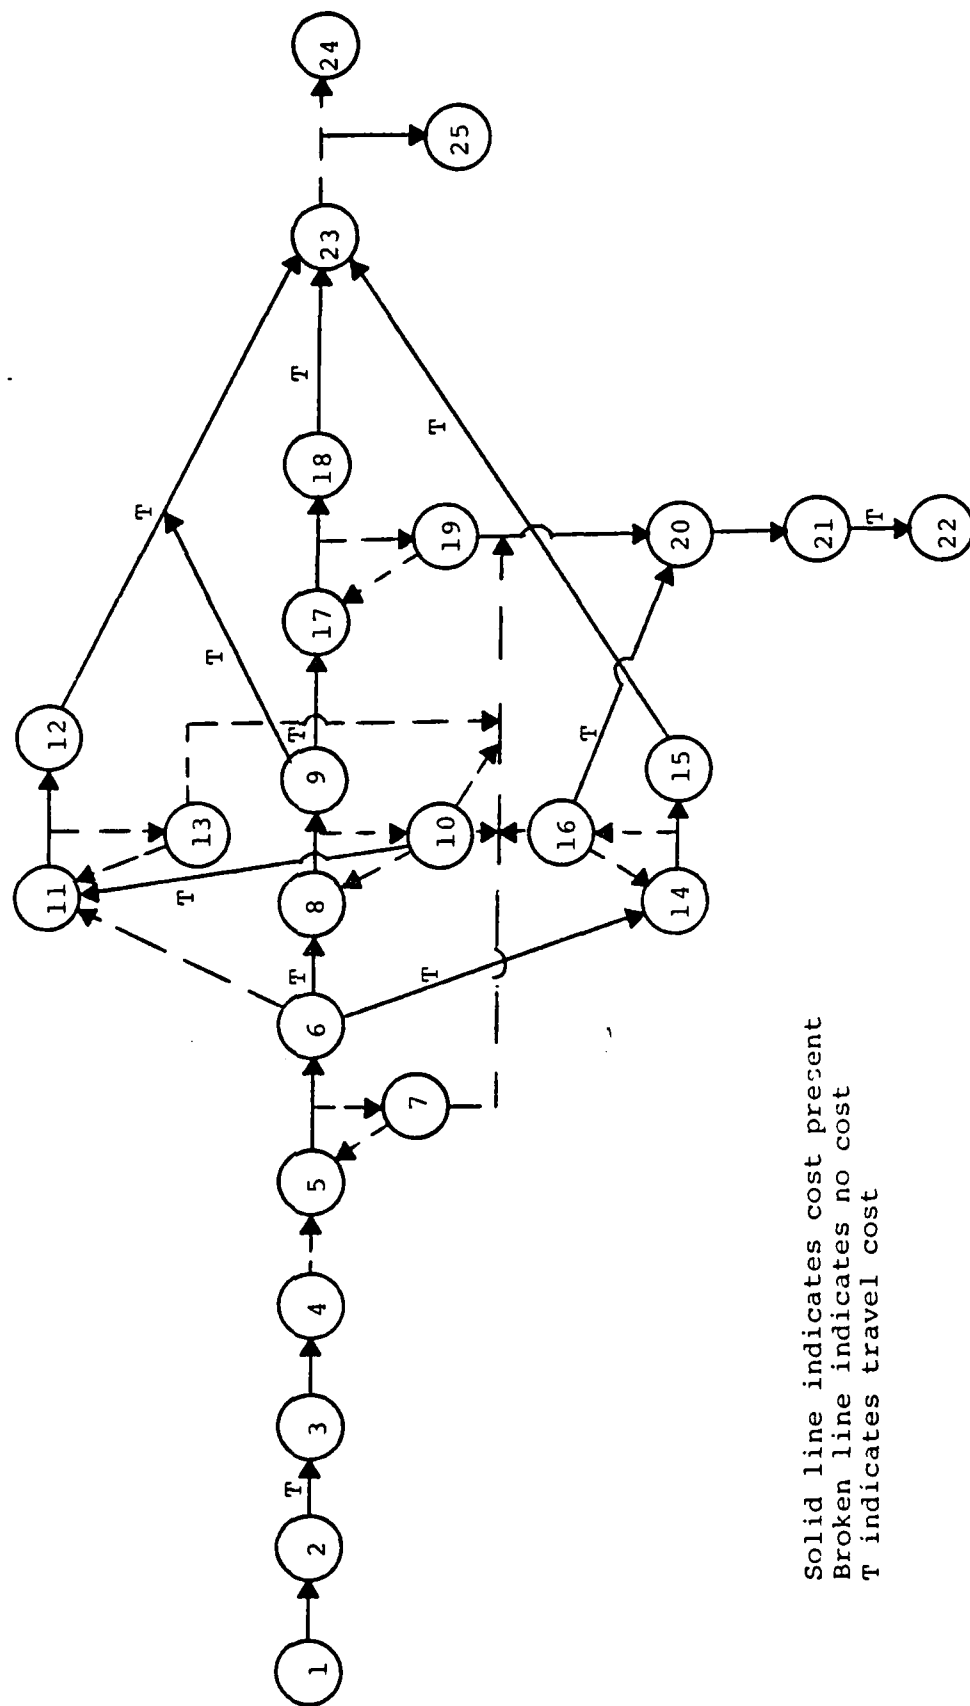 1
2
T
3
4
5
7
6
T
T
8
9
10
T
11
13
12
T
T
T
14
16
15
T
17
19
18
T
T
20
21
T
22
23
25
24
Solid line indicates cost present
Broken line indicates no cost
T indicates travel cost